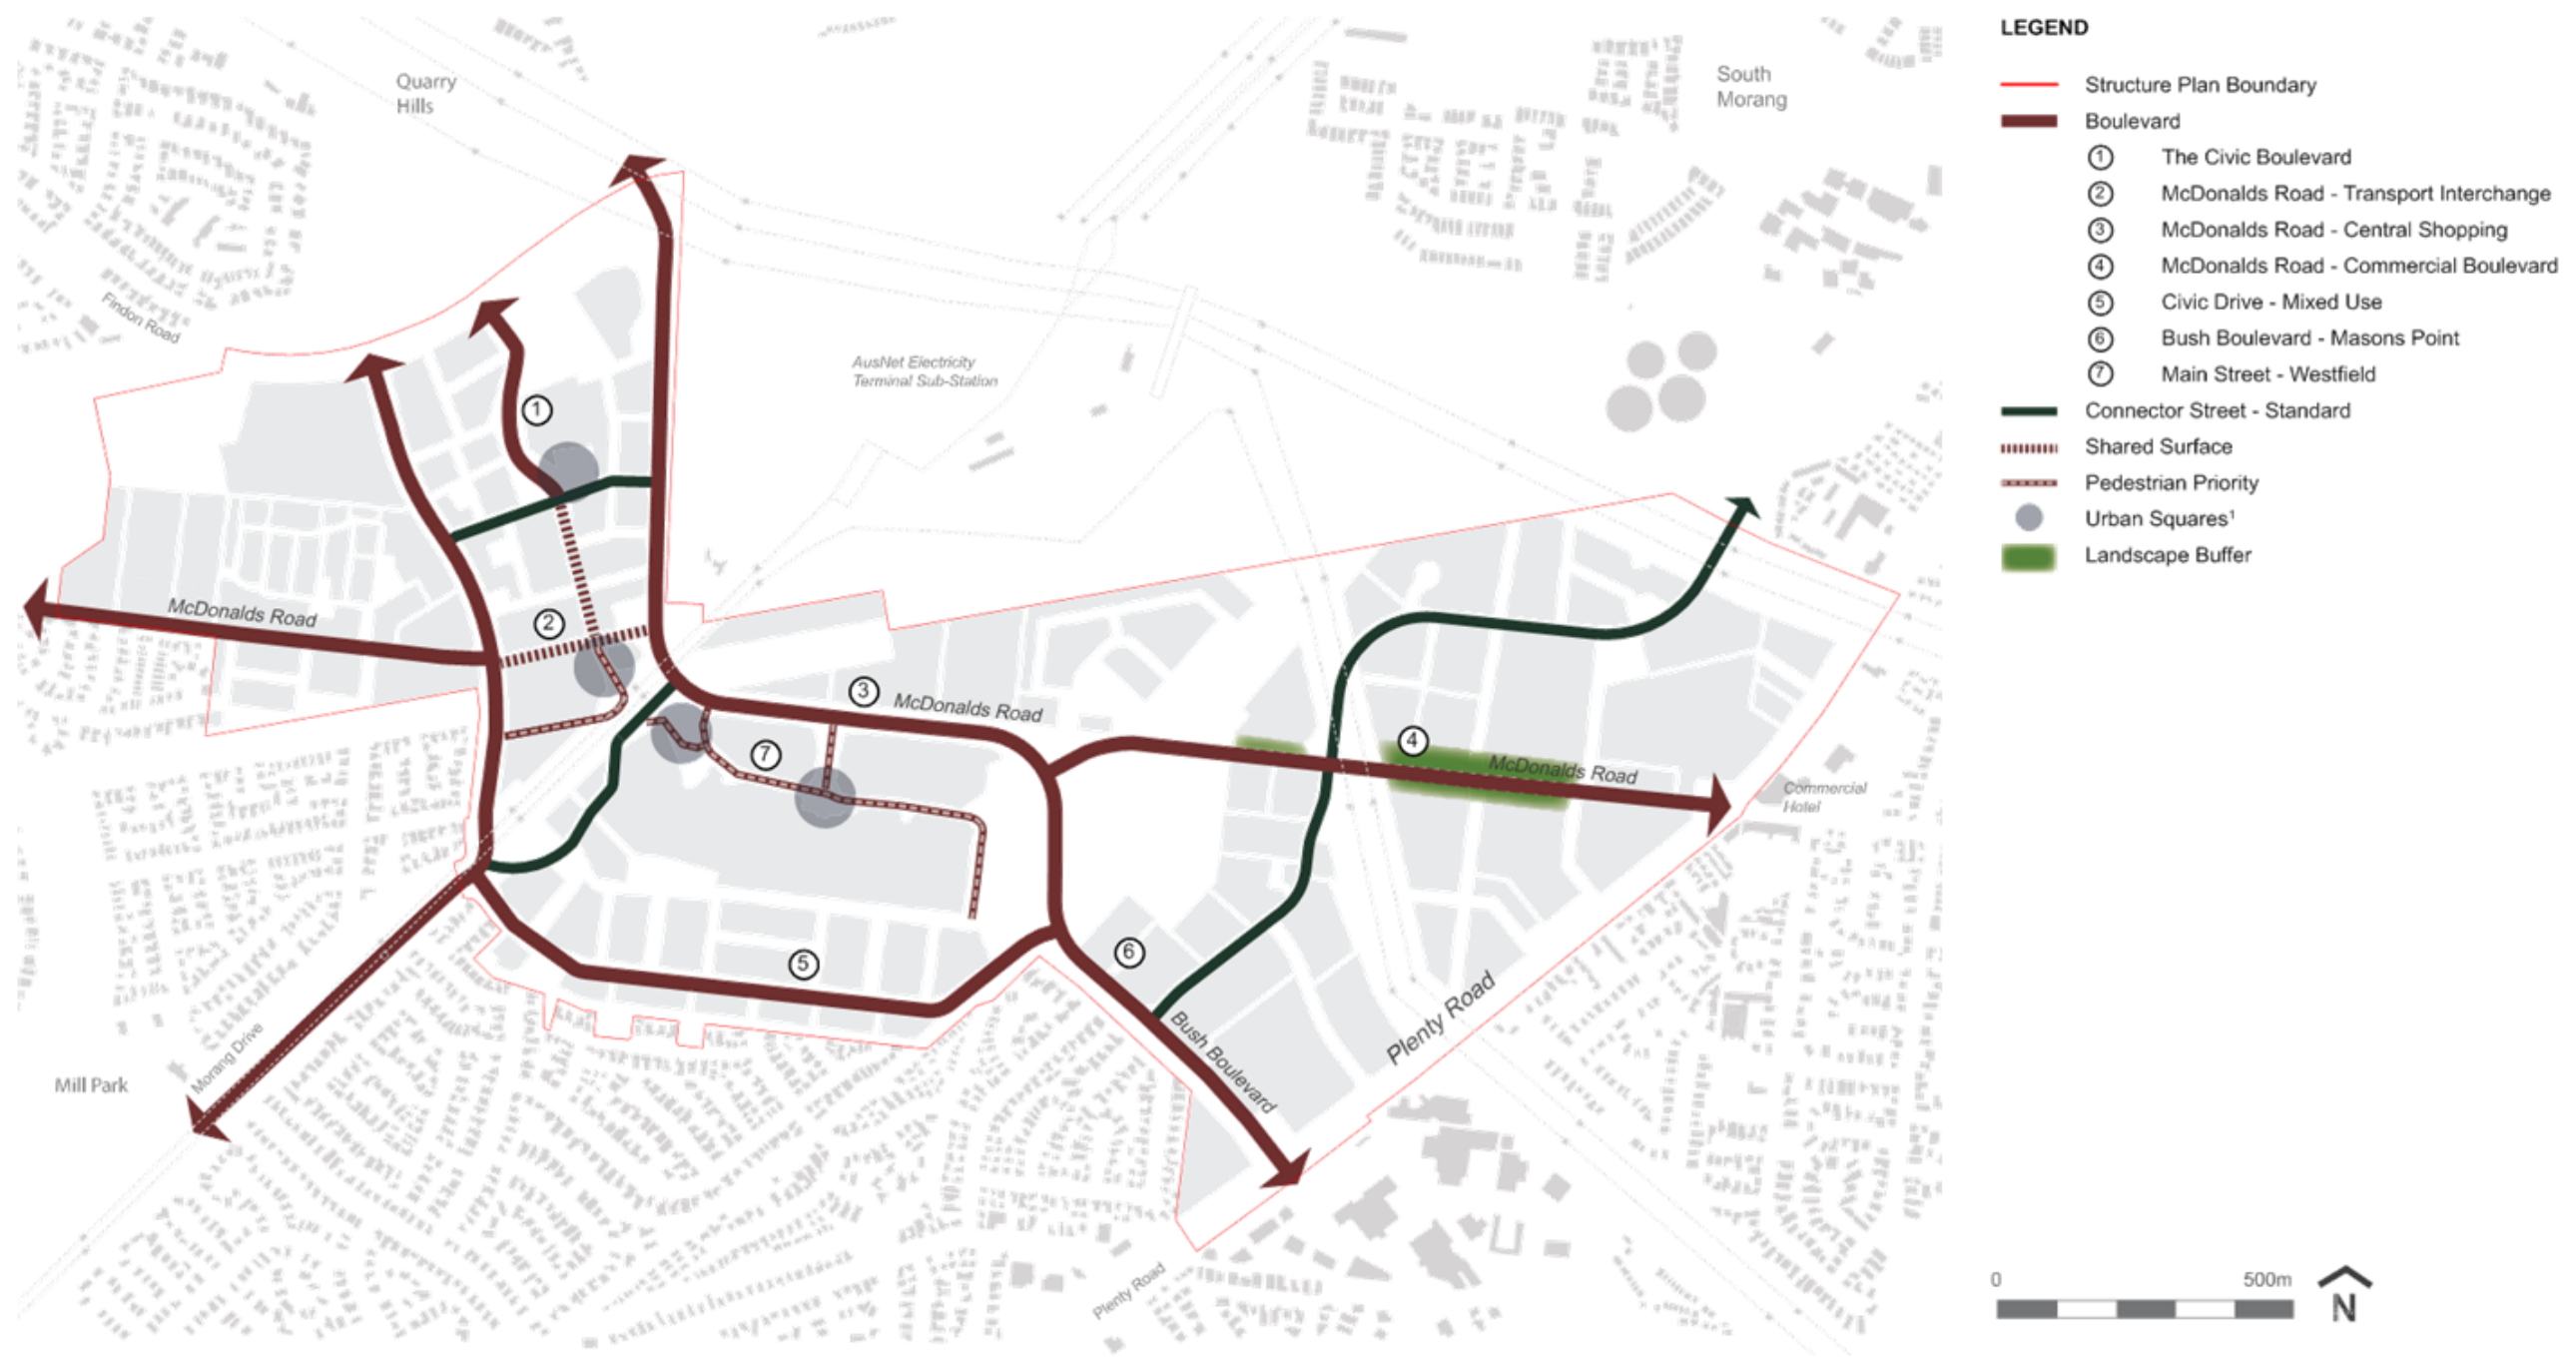 Quarry
Hills
South
Morang
Findon Road
AusNet Electricity
Terminal Sub-Station
1
McDonalds Road
2
3
McDonalds Road
7
4
McDonalds Road
Commercial
Hotel
5
6
Bush Boulevard
Plenty Road
Morang Drive
Mill Park
Plenty Road
LEGEND
Structure Plan Boundary
Boulevard
1 The Civic Boulevard
2 McDonalds Road - Transport Interchange
3 McDonalds Road - Central Shopping
4 McDonalds Road - Commercial Boulevard
5 Civic Drive - Mixed Use
6 Bush Boulevard - Masons Point
7 Main Street - Westfield
Connector Street - Standard
Shared Surface
Pedestrian Priority
Urban Squares¹
Landscape Buffer
0 500m
N